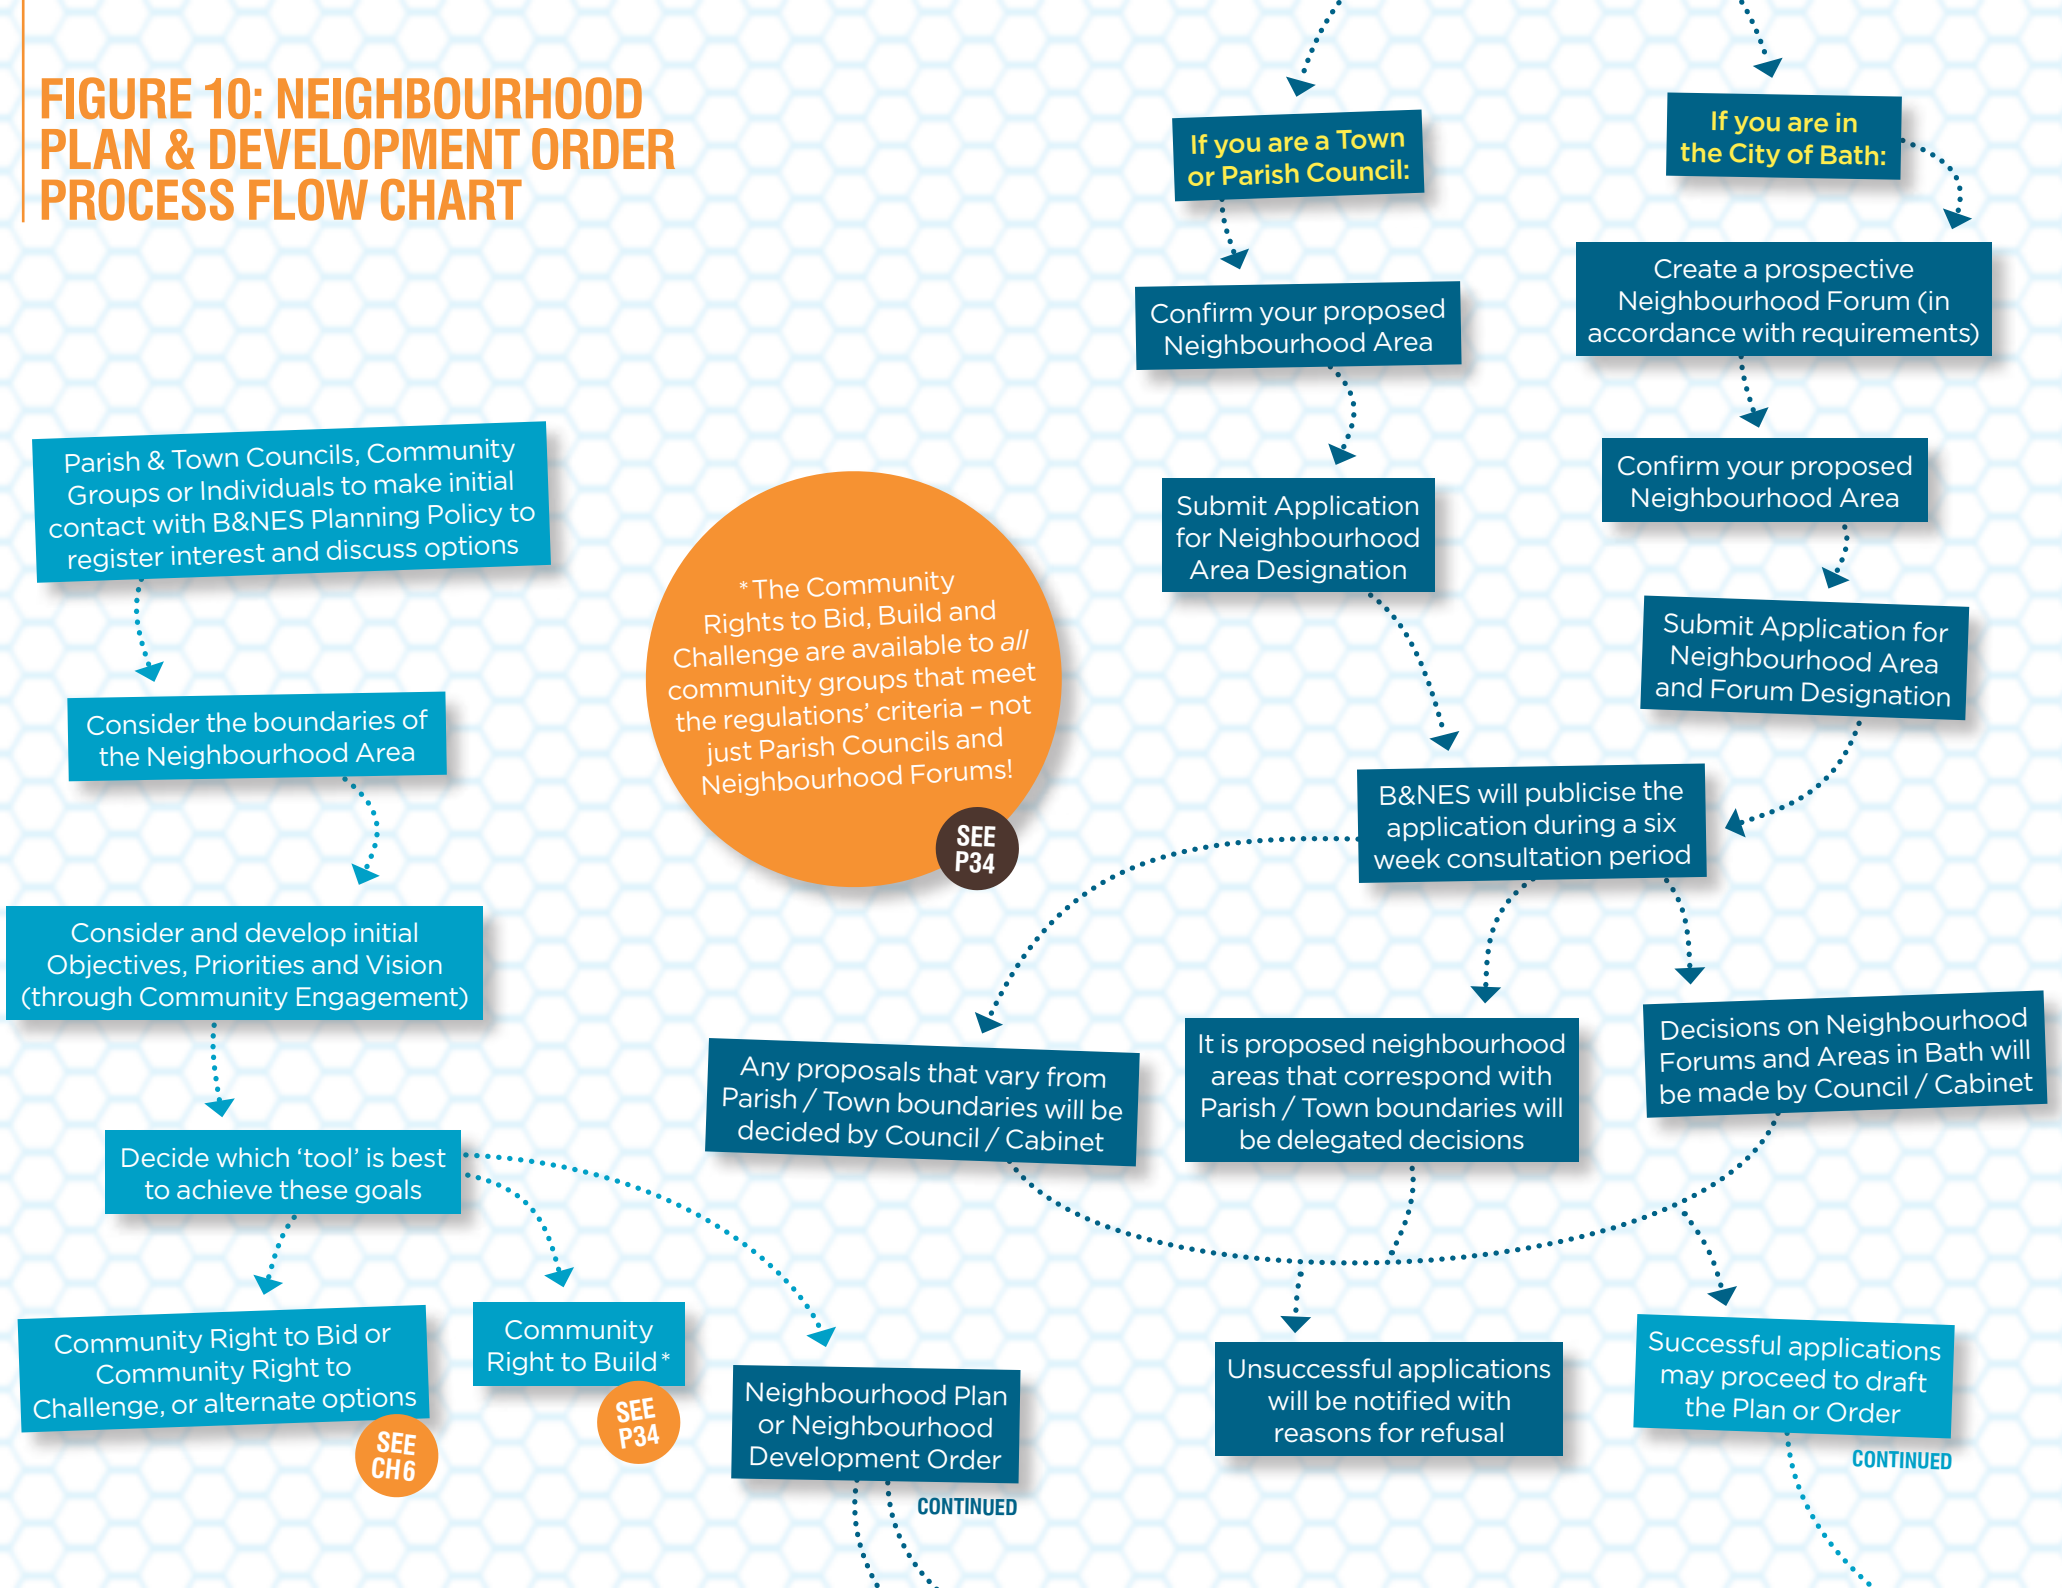 FIGURE 10: NEIGHBOURHOOD
PLAN & DEVELOPMENT ORDER
PROCESS FLOW CHART
Parish & Town Councils, Community
Groups or Individuals to make initial
contact with B&NES Planning Policy to
register interest and discuss options
Consider the boundaries of
the Neighbourhood Area
Consider and develop initial
Objectives, Priorities and Vision
(through Community Engagement)
Decide which ‘tool’ is best
to achieve these goals
Community Right to Bid or
Community Right to
Challenge, or alternate options
SEE
CH6
Community
Right to Build*
SEE
P34
Neighbourhood Plan
or Neighbourhood
Development Order
CONTINUED
*The Community
Rights to Bid, Build and
Challenge are available to all
community groups that meet
the regulations’ criteria – not
just Parish Councils and
Neighbourhood Forums!
SEE
P34
If you are a Town
or Parish Council:
Confirm your proposed
Neighbourhood Area
Submit Application
for Neighbourhood
Area Designation
If you are in
the City of Bath:
Create a prospective
Neighbourhood Forum (in
accordance with requirements)
Confirm your proposed
Neighbourhood Area
Submit Application for
Neighbourhood Area
and Forum Designation
B&NES will publicise the
application during a six
week consultation period
Any proposals that vary from
Parish / Town boundaries will be
decided by Council / Cabinet
It is proposed neighbourhood
areas that correspond with
Parish / Town boundaries will
be delegated decisions
Decisions on Neighbourhood
Forums and Areas in Bath will
be made by Council / Cabinet
Unsuccessful applications
will be notified with
reasons for refusal
Successful applications
may proceed to draft
the Plan or Order
CONTINUED